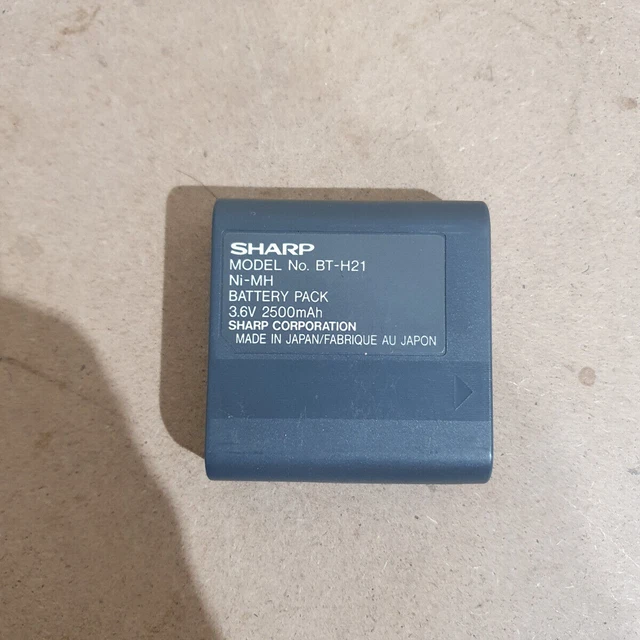 SHARP
MODEL No. BT-H21
Ni-MH
BATTERY PACK
3.6V 2500mAh
SHARP CORPORATION
MADE IN JAPAN/FABRIQUE AU JAPON